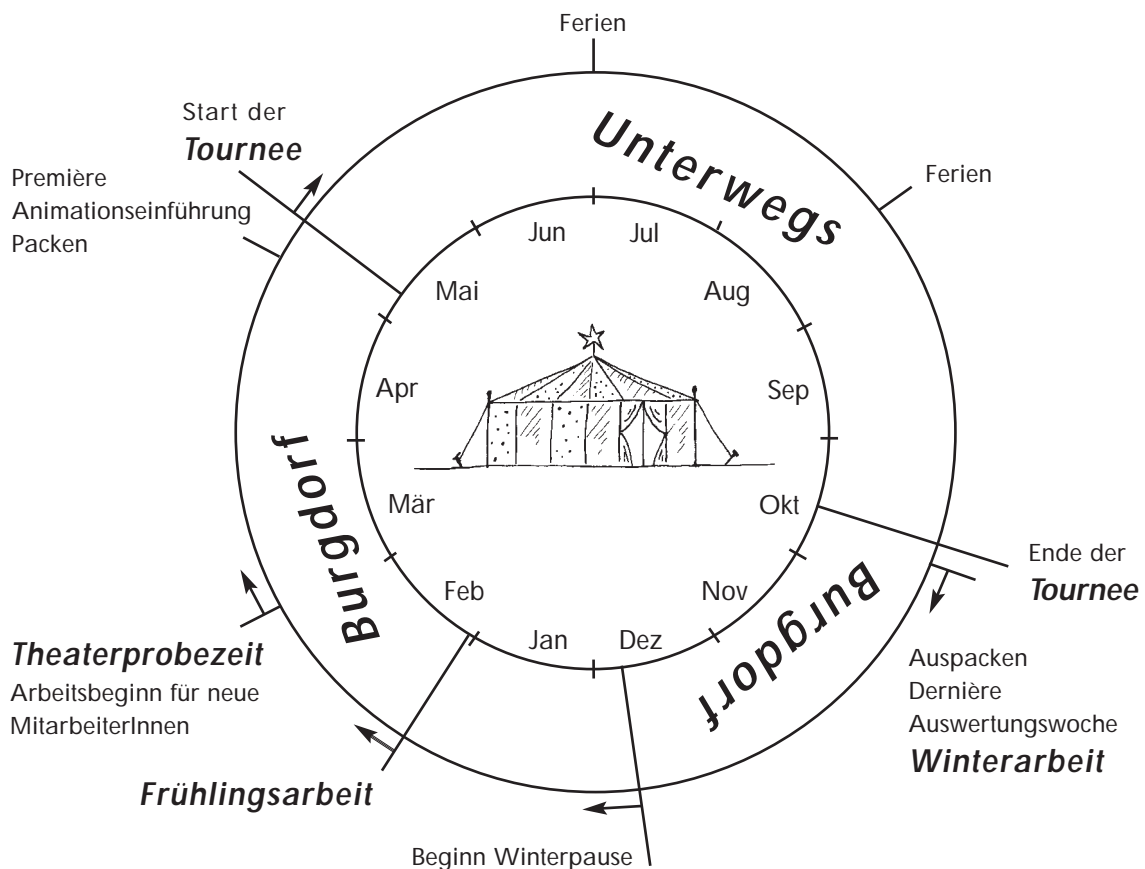 Ferien
Start der
Tournee
Première
Animationseinführung
Packen
Unterwegs
Ferien
Jun
Jul
Mai
Aug
Apr
Sep
Mär
Okt
Feb
Nov
Jan
Dez
Burgdorf
Burgdorf
Ende der
Tournee
Theaterprobezeit
Arbeitsbeginn für neue
MitarbeiterInnen
Auspacken
Dernière
Auswertungswoche
Winterarbeit
Frühlingsarbeit
Beginn Winterpause